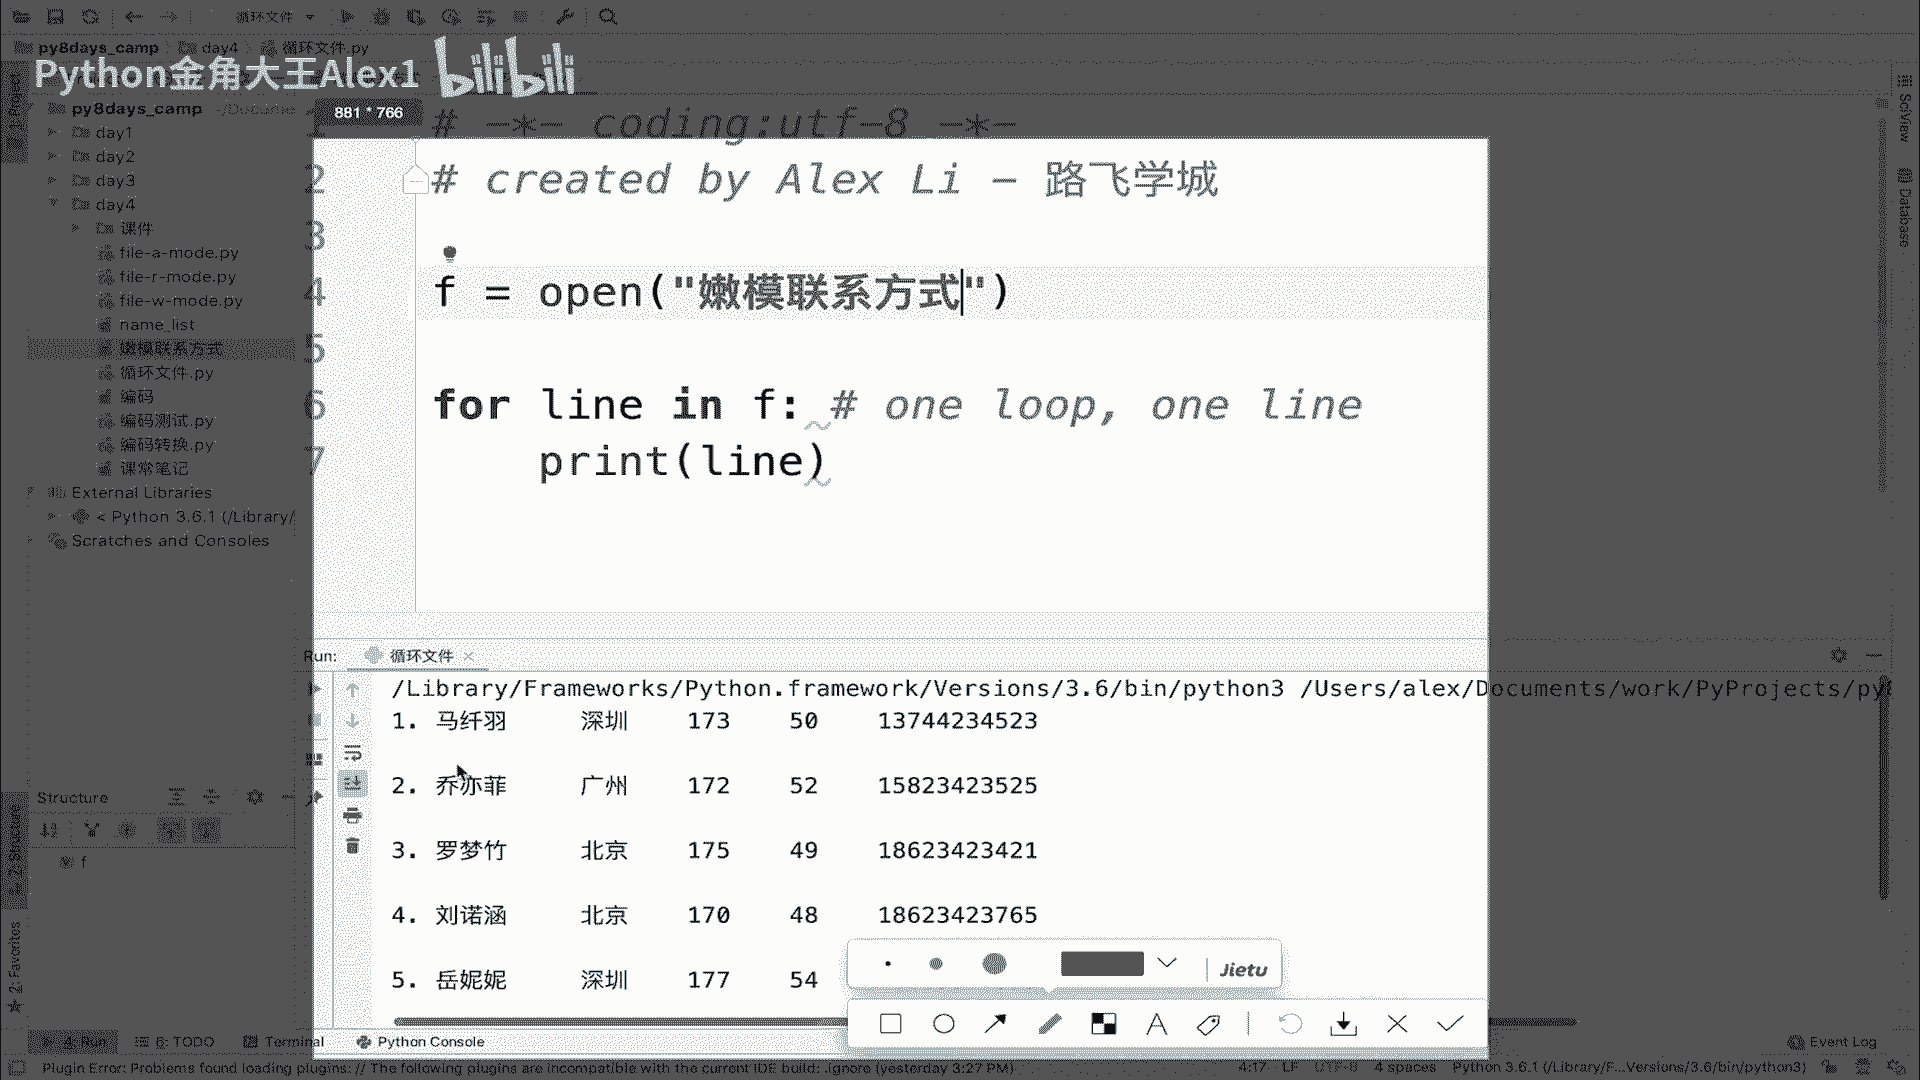 循环文件
py8days_camp day4 循环文件.py
Python金角大王Alex1 bilibili
1: Project
py8days_camp ~/Docume
day1
day2
day3
day4
课件
file-a-mode.py
file-r-mode.py
file-w-mode.py
name_list
嫩模联系方式
循环文件.py
编码
编码测试.py
编码转换.py
课常笔记
External Libraries
< Python 3.6.1 (/Library/
Scratches and Consoles
Structure
f
7: Structure
2: Favorites
881 * 766
1 # -*- coding:utf-8 -*-
2 # created by Alex Li - 路飞学城
3
4 f = open("嫩模联系方式")
5
6 for line in f: # one loop, one line
7 print(line)
SciView
Database
Run: 循环文件
/Library/Frameworks/Python.framework/Versions/3.6/bin/python3 /Users/alex/Documents/work/PyProjects/py
1. 马纤羽 深圳 173 50 13744234523
2. 乔亦菲 广州 172 52 15823423525
3. 罗梦竹 北京 175 49 18623423421
4. 刘诺涵 北京 170 48 18623423765
5. 岳妮妮 深圳 177 54
Jietu
A
4: Run 6: TODO Terminal Python Console Event Log
Plugin Error: Problems found loading plugins: // The following plugins are incompatible with the current IDE build: .ignore (yesterday 3:27 PM) 4:17 LF UTF-8 4 spaces Python 3.6.1 (/Library/F...Versions/3.6/bin/python3)